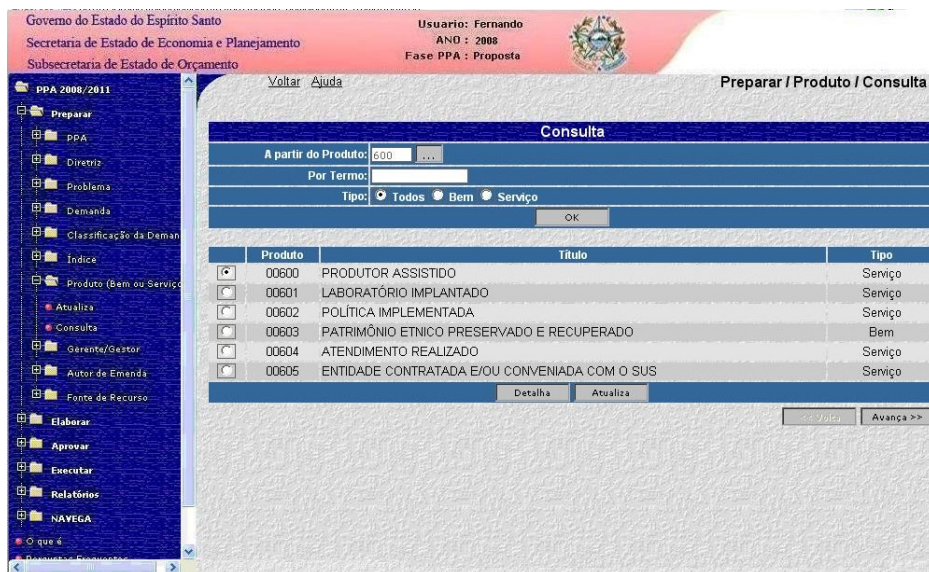 Governo do Estado do Espírito Santo
Secretaria de Estado de Economia e Planejamento
Subsecretaria de Estado de Orçamento
Usuario: Fernando
ANO : 2008
Fase PPA : Proposta
Voltar Ajuda
Preparar / Produto / Consulta
PPA 2008/2011
Preparar
PPA
Diretriz
Problema
Demanda
Classificação da Deman
Índice
Produto (Bem ou Serviço
Atualiza
Consulta
Gerente/Gestor
Autor de Emenda
Fonte de Recurso
Elaborar
Aprovar
Executar
Relatórios
NAVEGA
O que é
Perguntas Frequentes
Consulta
A partir do Produto: 600 ...
Por Termo:
Tipo: Todos Bem Serviço
OK
Produto Título Tipo
00600 PRODUTOR ASSISTIDO Serviço
00601 LABORATÓRIO IMPLANTADO Serviço
00602 POLÍTICA IMPLEMENTADA Serviço
00603 PATRIMÔNIO ETNICO PRESERVADO E RECUPERADO Bem
00604 ATENDIMENTO REALIZADO Serviço
00605 ENTIDADE CONTRATADA E/OU CONVENIADA COM O SUS Serviço
Detalha Atualiza
Volta Avança >>